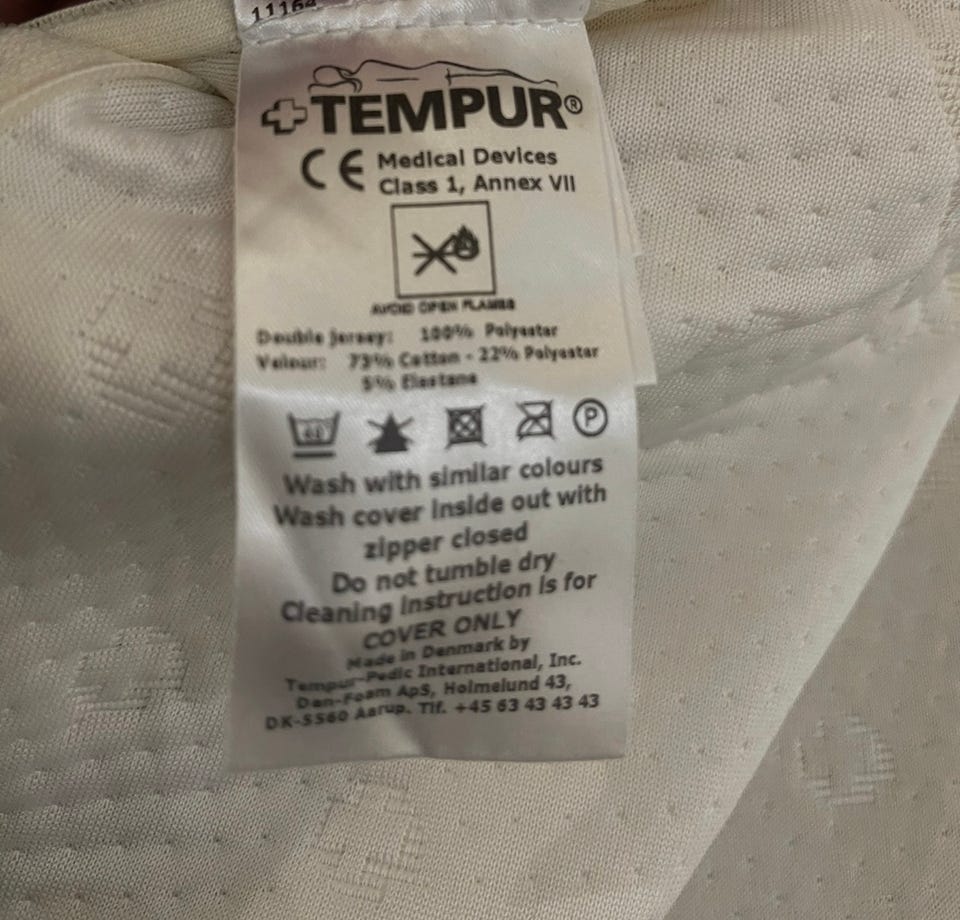 11164
TEMPUR®
CE Medical Devices
Class 1, Annex VII
AVOID OPEN FLAMES
Double jersey: 100% Polyester
Velour: 73% Cotton - 22% Polyester
5% Elastane
P
Wash with similar colours
Wash cover inside out with
zipper closed
Do not tumble dry
Cleaning instruction is for
COVER ONLY
Made in Denmark by
Tempur-Pedic International, Inc.
Dan-Foam ApS, Holmelund 43,
DK-5560 Aarup. Tlf. +45 63 43 43 43